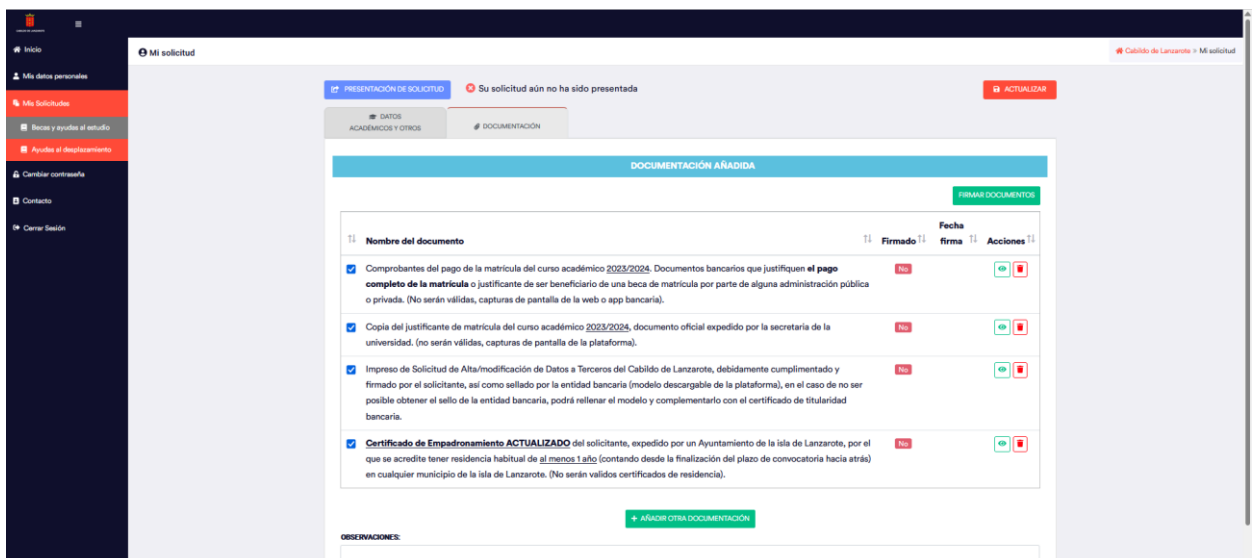 CABILDO DE LANZAROTE
Inicio
Mis datos personales
Mis Solicitudes
Becas y ayudas al estudio
Ayudas al desplazamiento
Cambiar contraseña
Contacto
Cerrar Sesión
Mi solicitud
Cabildo de Lanzarote > Mi solicitud
PRESENTACIÓN DE SOLICITUD
Su solicitud aún no ha sido presentada
ACTUALIZAR
DATOS
ACADÉMICOS Y OTROS
DOCUMENTACIÓN
DOCUMENTACIÓN AÑADIDA
FIRMAR DOCUMENTOS
Nombre del documento
Firmado
Fecha
firma
Acciones
Comprobantes del pago de la matrícula del curso académico 2023/2024. Documentos bancarios que justifiquen el pago
completo de la matrícula o justificante de ser beneficiario de una beca de matrícula por parte de alguna administración pública
o privada. (No serán válidas, capturas de pantalla de la web o app bancaria).
No
Copia del justificante de matrícula del curso académico 2023/2024, documento oficial expedido por la secretaria de la
universidad. (no serán válidas, capturas de pantalla de la plataforma).
No
Impreso de Solicitud de Alta/modificación de Datos a Terceros del Cabildo de Lanzarote, debidamente cumplimentado y
firmado por el solicitante, así como sellado por la entidad bancaria (modelo descargable de la plataforma), en el caso de no ser
posible obtener el sello de la entidad bancaria, podrá rellenar el modelo y complementarlo con el certificado de titularidad
bancaria.
No
Certificado de Empadronamiento ACTUALIZADO del solicitante, expedido por un Ayuntamiento de la isla de Lanzarote, por el
que se acredite tener residencia habitual de al menos 1 año (contando desde la finalización del plazo de convocatoria hacia atrás)
en cualquier municipio de la isla de Lanzarote. (No serán validos certificados de residencia).
No
+ AÑADIR OTRA DOCUMENTACIÓN
OBSERVACIONES: